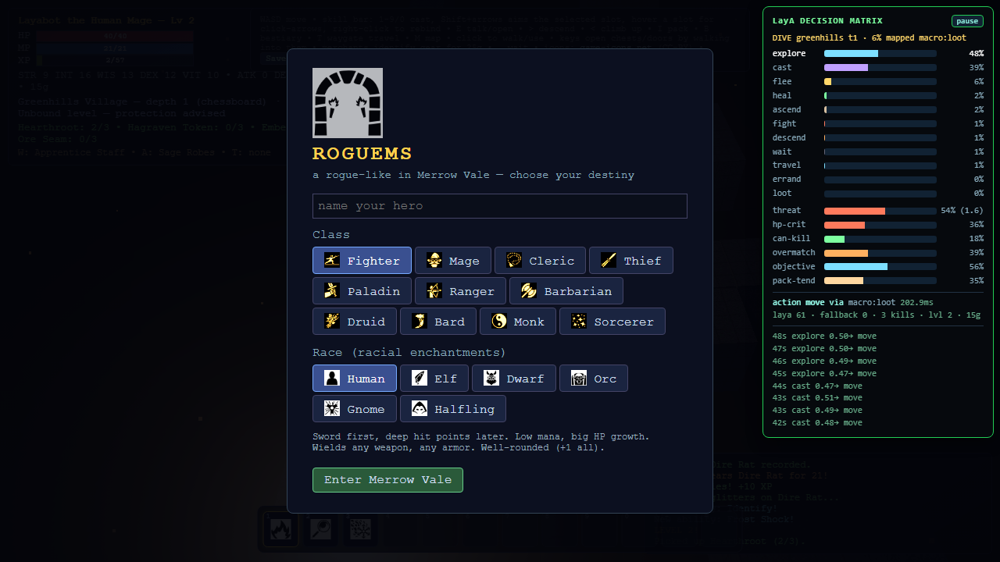 Layabot the Human Mage — Lv 2
HP 40/40
MP
XP 2/57
STR 9 INT 16 WIS 13 DEX 13 VIT 10 • ATK 0 DE
• 15g
Greenhills Village — depth 1 (chessboard)
Unbound level — protection advised
Hearthroot: 2/3 • Hagraven Token: 0/3 • Embe
Ore Seam: 0/3
W: Apprentice Staff • A: Sage Robes • T: none
ROGUEMS
a rogue-like in Merrow Vale — choose your destiny
name your hero
Class
Fighter Mage Cleric Thief
Paladin Ranger Barbarian
Druid Bard Monk Sorcerer
Race (racial enchantments)
Human Elf Dwarf Orc
Gnome Halfling
Sword first, deep hit points later. Low mana, big HP growth.
Wields any weapon, any armor. Well-rounded (+1 all).
Enter Merrow Vale
LayA DECISION MATRIX pause
DIVE greenhills t1 · 6% mapped macro:loot
explore 48%
cast 39%
flee 6%
heal 2%
ascend 2%
fight 1%
descend 1%
wait 1%
travel 1%
errand 0%
loot 0%
threat 54% (1.6)
hp-crit 36%
can-kill 18%
overmatch 39%
objective 56%
pack-tend 35%
action move via macro:loot 202.9ms
laya 61 · fallback 0 · 3 kills · lvl 2 · 15g
48s explore 0.50→ move
47s explore 0.50→ move
46s explore 0.49→ move
45s explore 0.47→ move
44s cast 0.47→ move
43s cast 0.51→ move
43s cast 0.49→ move
42s cast 0.48→ move
Dire Rat recorded.
ears Dire Rat for 21!
es! +10 XP
glitters on Dire Rat...
Identify!
st Shock!
root (2/3).